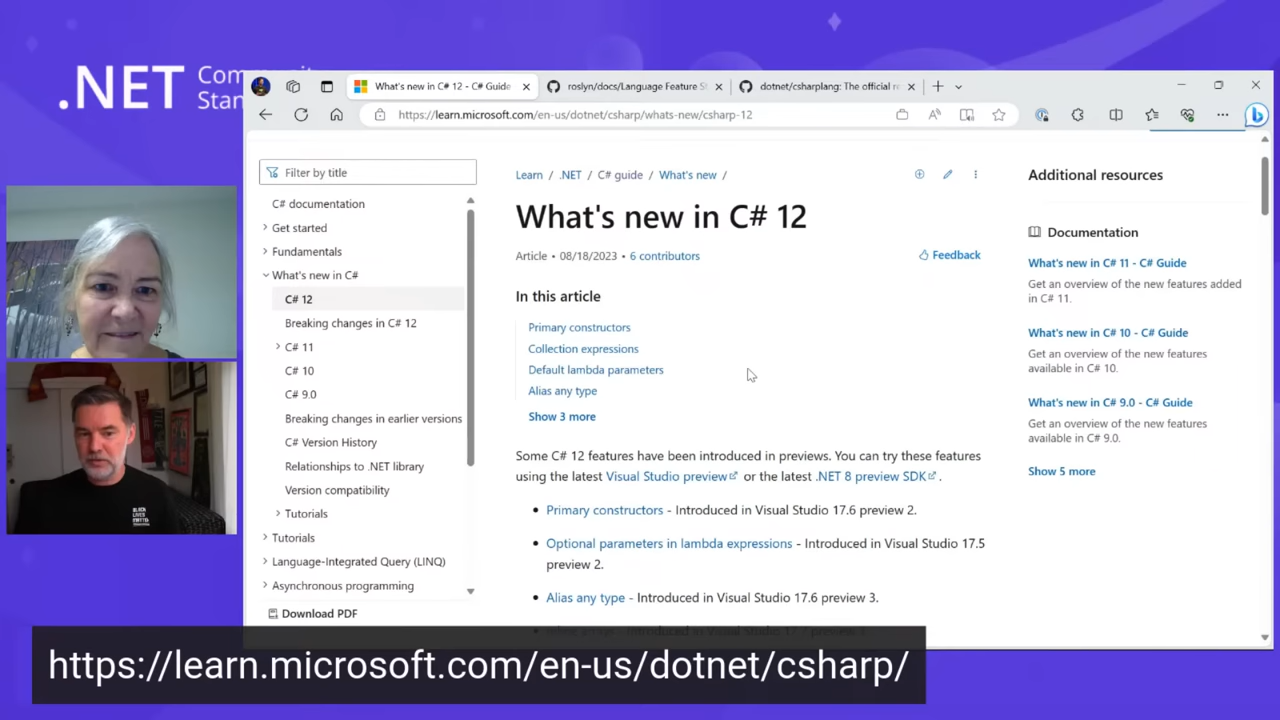 .NET Com
Stan
What's new in C# 12 - C# Guide
roslyn/docs/Language Feature S
dotnet/csharplang: The official re
https://learn.microsoft.com/en-us/dotnet/csharp/whats-new/csharp-12
Filter by title
C# documentation
Get started
Fundamentals
What's new in C#
C# 12
Breaking changes in C# 12
C# 11
C# 10
C# 9.0
Breaking changes in earlier versions
C# Version History
Relationships to .NET library
Version compatibility
Tutorials
Tutorials
Language-Integrated Query (LINQ)
Asynchronous programming
Download PDF
Learn / .NET / C# guide / What's new /
What's new in C# 12
Article • 08/18/2023 • 6 contributors
Feedback
In this article
Primary constructors
Collection expressions
Default lambda parameters
Alias any type
Show 3 more
Some C# 12 features have been introduced in previews. You can try these features
using the latest Visual Studio preview or the latest .NET 8 preview SDK .
• Primary constructors - Introduced in Visual Studio 17.6 preview 2.
• Optional parameters in lambda expressions - Introduced in Visual Studio 17.5
preview 2.
• Alias any type - Introduced in Visual Studio 17.6 preview 3.
Additional resources
Documentation
What's new in C# 11 - C# Guide
Get an overview of the new features added
in C# 11.
What's new in C# 10 - C# Guide
Get an overview of the new features
available in C# 10.
What's new in C# 9.0 - C# Guide
Get an overview of the new features
available in C# 9.0.
Show 5 more
BLACK
LIVES
MATTER
https://learn.microsoft.com/en-us/dotnet/csharp/